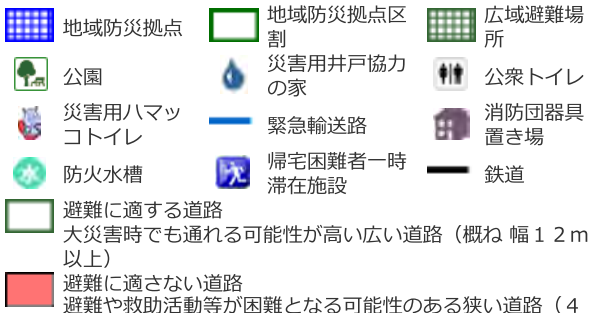 地域防災拠点
地域防災拠点区
割
広域避難場
所
公園
災害用井戸協力
の家
公衆トイレ
災害用ハマッ
コトイレ
緊急輸送路
消防団器具
置き場
防火水槽
帰宅困難者一時
滞在施設
鉄道
避難に適する道路
大災害時でも通れる可能性が高い広い道路（概ね 幅１２ｍ
以上）
避難に適さない道路
避難や救助活動等が困難となる可能性のある狭い道路（４